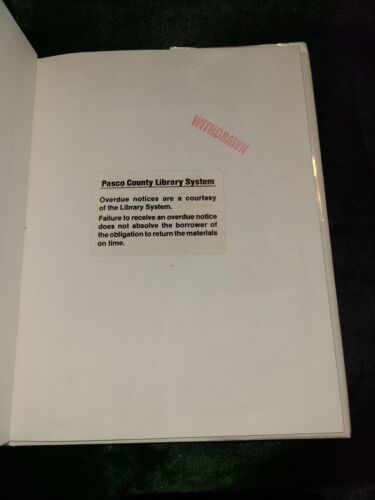 WITHDRAWN
Pasco County Library System
Overdue notices are a courtesy
of the Library System.
Failure to receive an overdue notice
does not absolve the borrower of
the obligation to return the materials
on time.